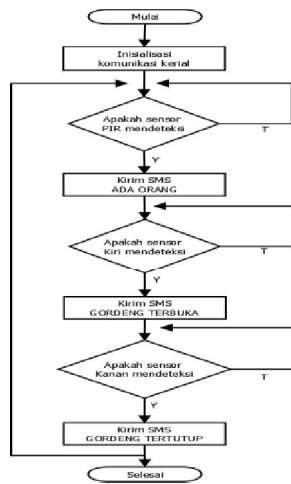 Mulai
Inisialisasi
komunikasi kerial
Apakah sensor
PIR mendeteksi
T
Y
Kirim SMS
ADA ORANG
Apakah sensor
Kiri mendeteksi
T
Y
Kirim SMS
GORDENG TERBUKA
Apakah sensor
Kanan mendeteksi
T
Y
Kirim SMS
GORDENG TERTUTUP
Selesai